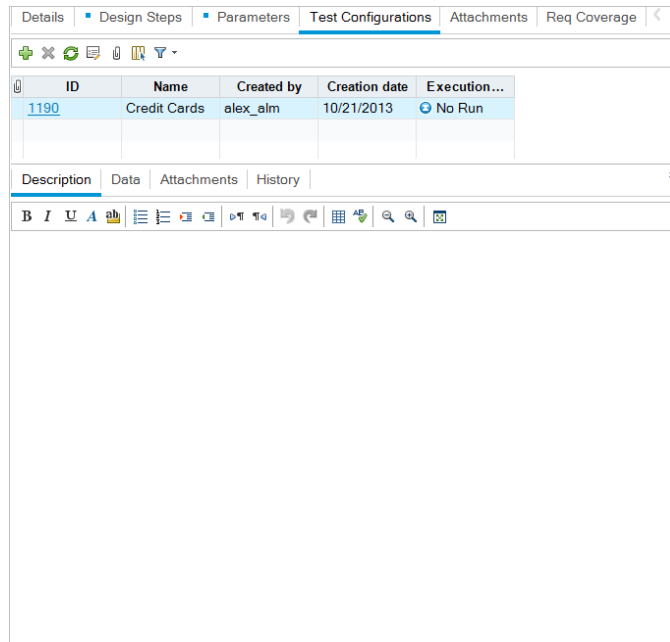 Details Design Steps Parameters Test Configurations Attachments Req Coverage
ID Name Created by Creation date Execution...
1190 Credit Cards alex_alm 10/21/2013 No Run
Description Data Attachments History
B I U A ab